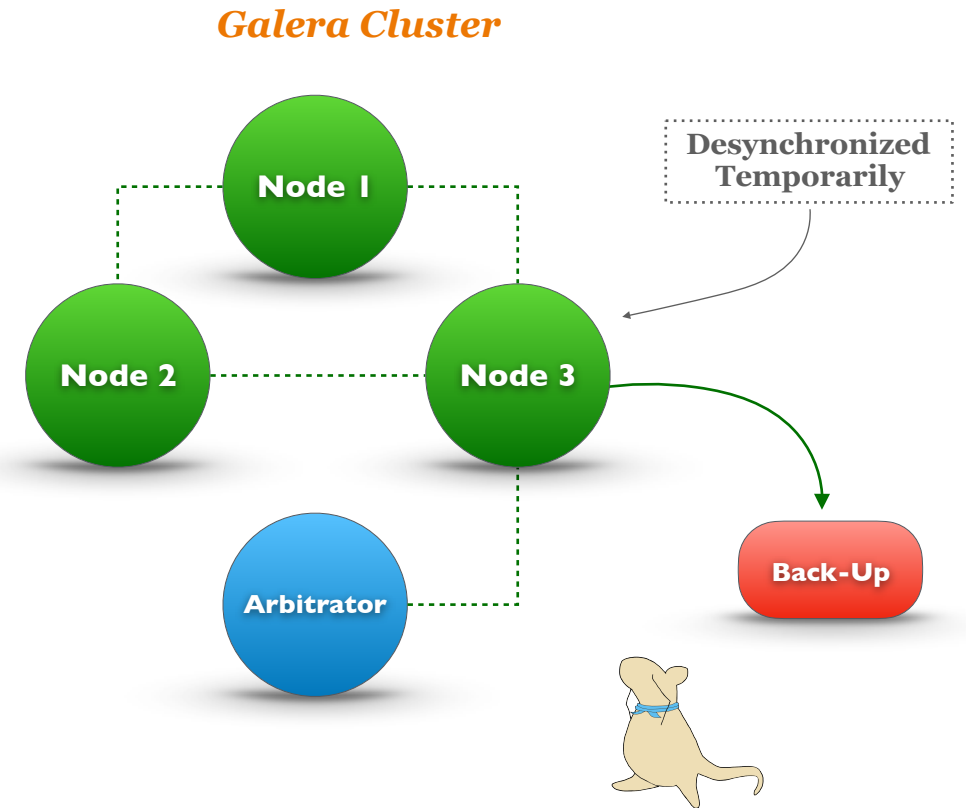 Galera Cluster
Desynchronized
Temporarily
Node 1
Node 2
Node 3
Arbitrator
Back-Up